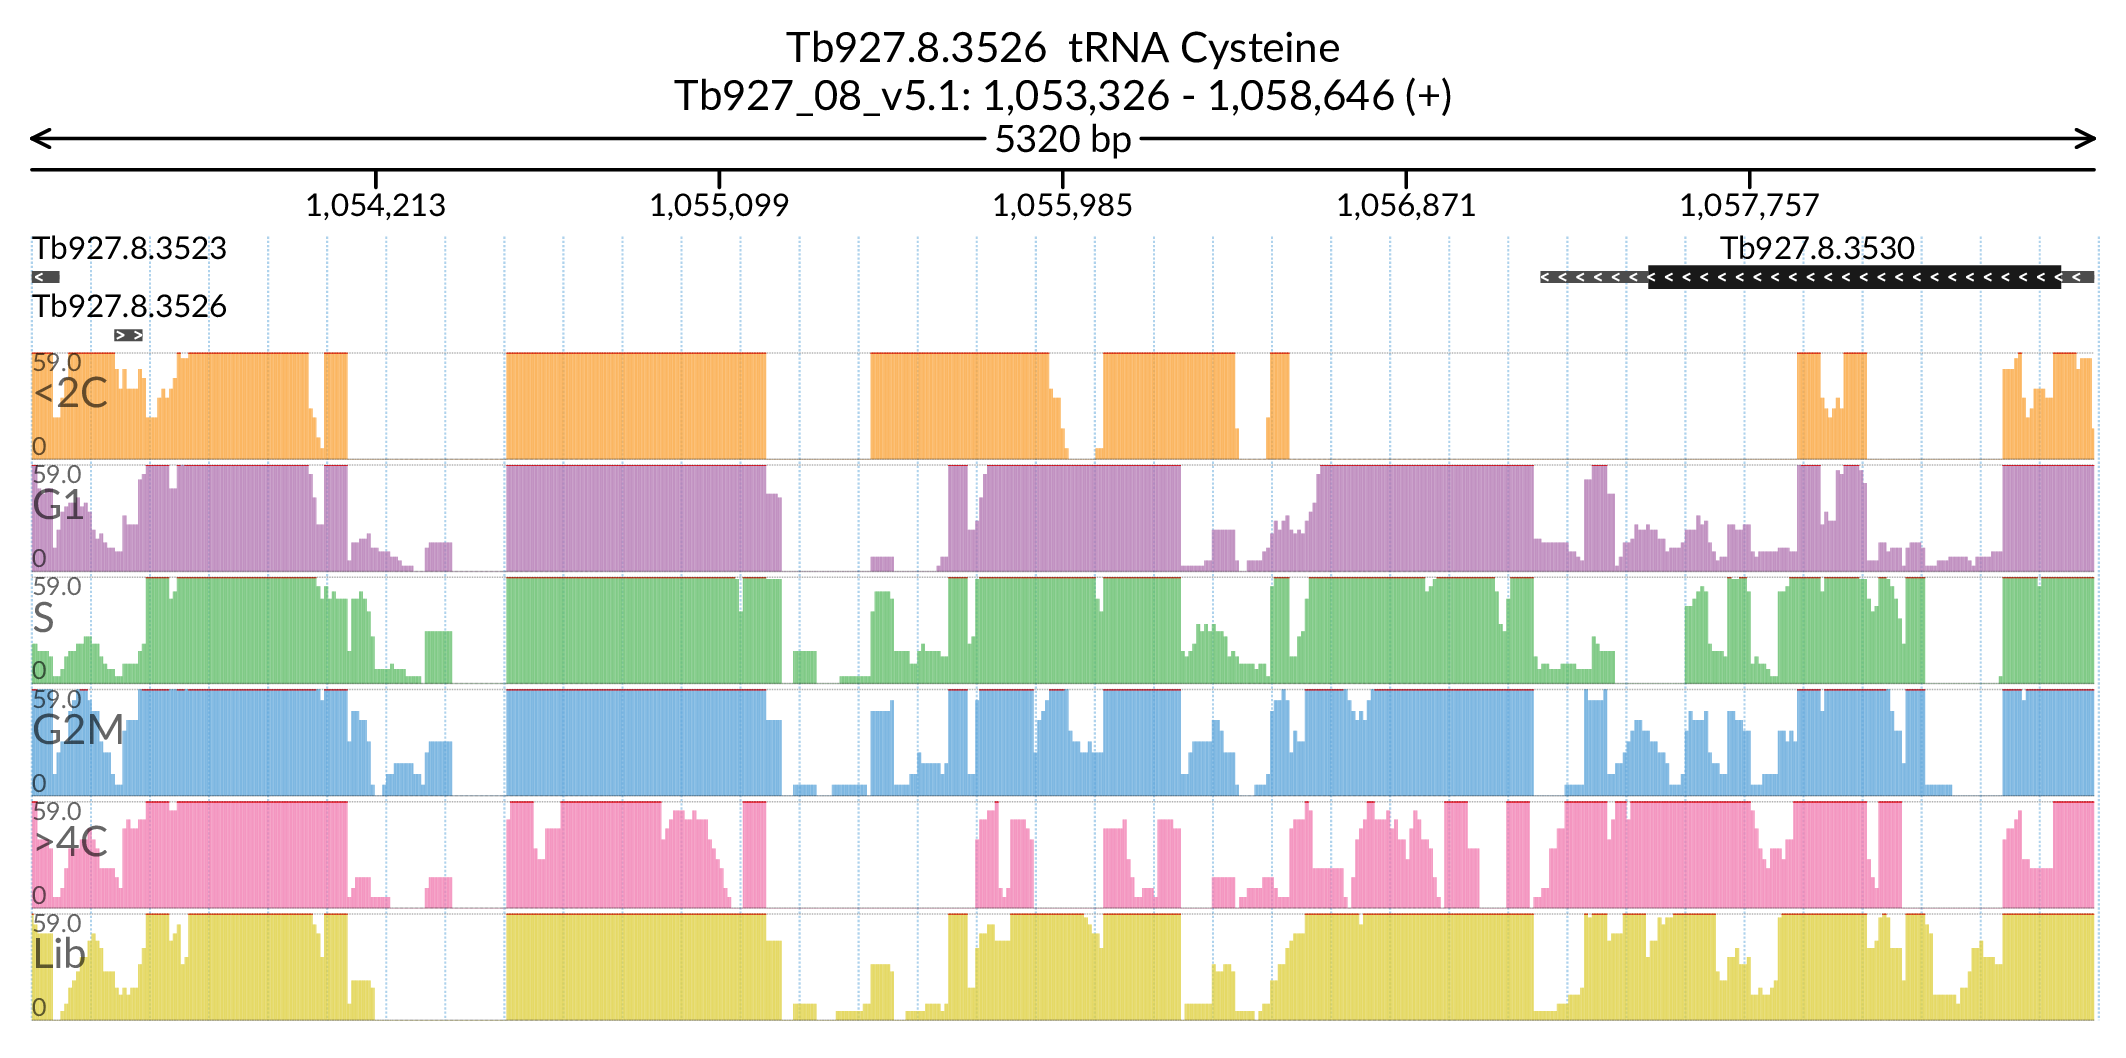 Tb927.8.3526  tRNA Cysteine
Tb927_08_v5.1: 1,053,326 - 1,058,646 (+)
5320 bp
1,054,213 1,055,099 1,055,985 1,056,871 1,057,757
Tb927.8.3523 Tb927.8.3530
Tb927.8.3526
59.0
<2C
0
59.0
G1
0
59.0
S
0
59.0
G2M
0
59.0
>4C
0
59.0
Lib
0